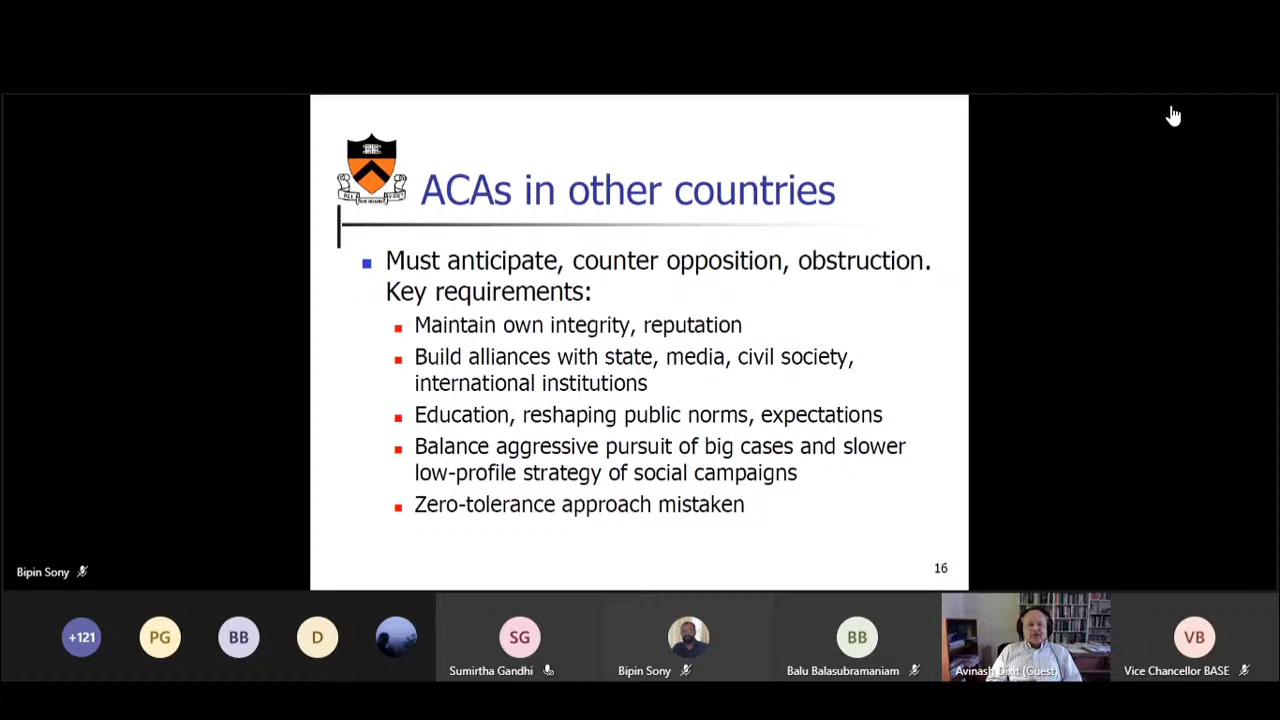 ACAs in other countries
Must anticipate, counter opposition, obstruction.
Key requirements:
Maintain own integrity, reputation
Build alliances with state, media, civil society,
international institutions
Education, reshaping public norms, expectations
Balance aggressive pursuit of big cases and slower
low-profile strategy of social campaigns
Zero-tolerance approach mistaken
16
Bipin Sony
+121
PG
BB
D
SG
Sumirtha Gandhi
Bipin Sony
BB
Balu Balasubramaniam
Avinash Dixit (Guest)
VB
Vice Chancellor BASE